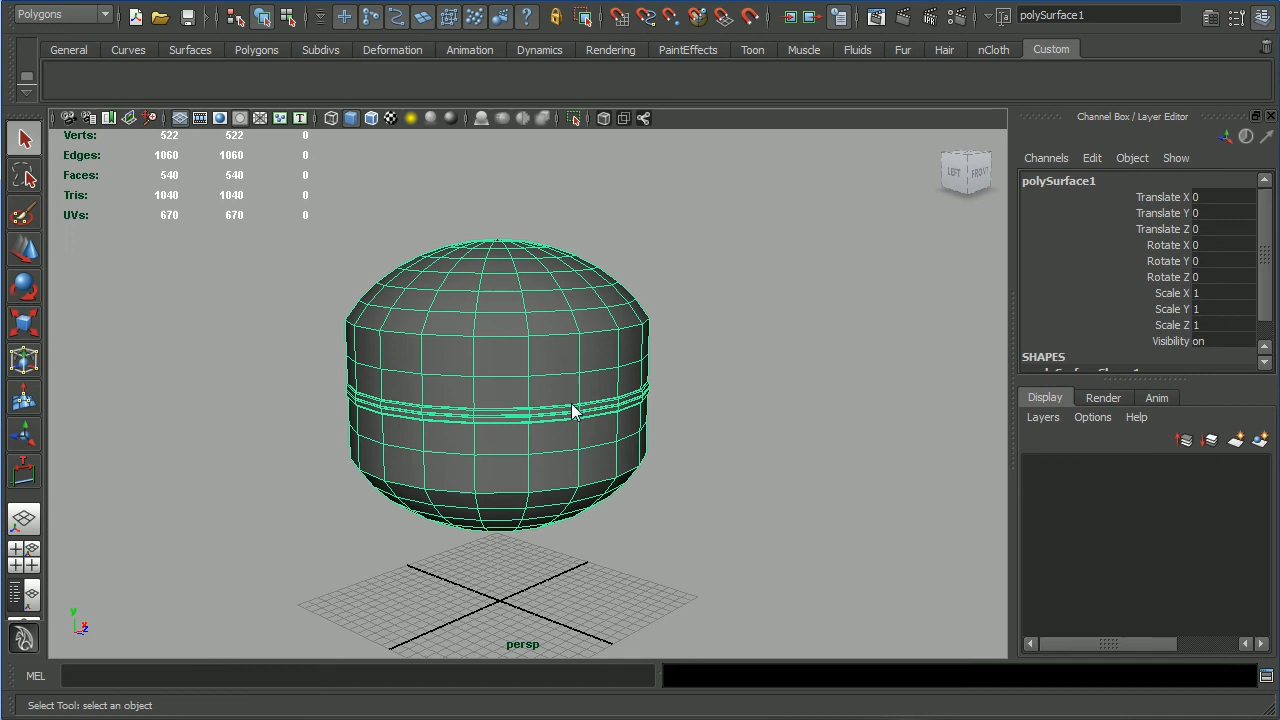 Polygons
polySurface1
General Curves Surfaces Polygons Subdivs Deformation Animation Dynamics Rendering PaintEffects Toon Muscle Fluids Fur Hair nCloth Custom
Channel Box / Layer Editor
Verts: 522 522 0
Edges: 1060 1060 0
Faces: 540 540 0
Tris: 1040 1040 0
UVs: 670 670 0
LEFT FRONT
Channels Edit Object Show
polySurface1
Translate X 0
Translate Y 0
Translate Z 0
Rotate X 0
Rotate Y 0
Rotate Z 0
Scale X 1
Scale Y 1
Scale Z 1
Visibility on
SHAPES
Display Render Anim
Layers Options Help
y
x
z
persp
MEL
Select Tool: select an object